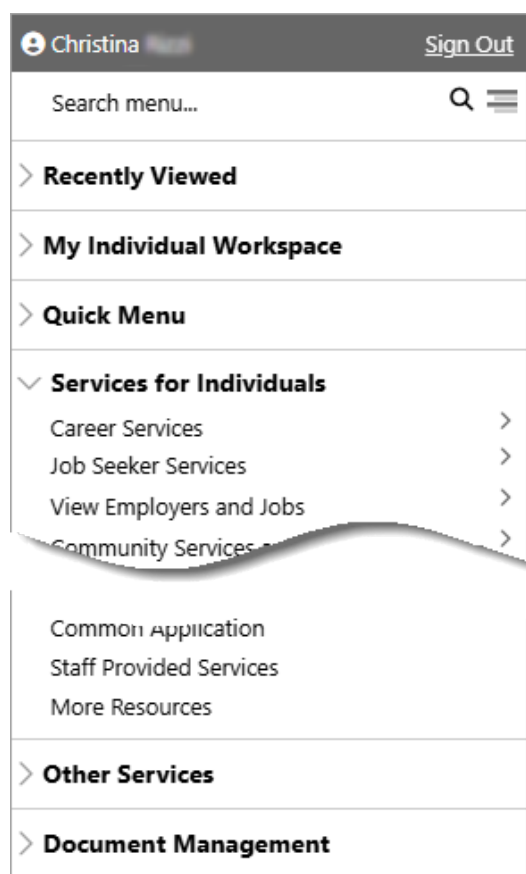 Christina
Sign Out
Search menu...
Recently Viewed
My Individual Workspace
Quick Menu
Services for Individuals
Career Services
Job Seeker Services
View Employers and Jobs
Community Services
Common Application
Staff Provided Services
More Resources
Other Services
Document Management